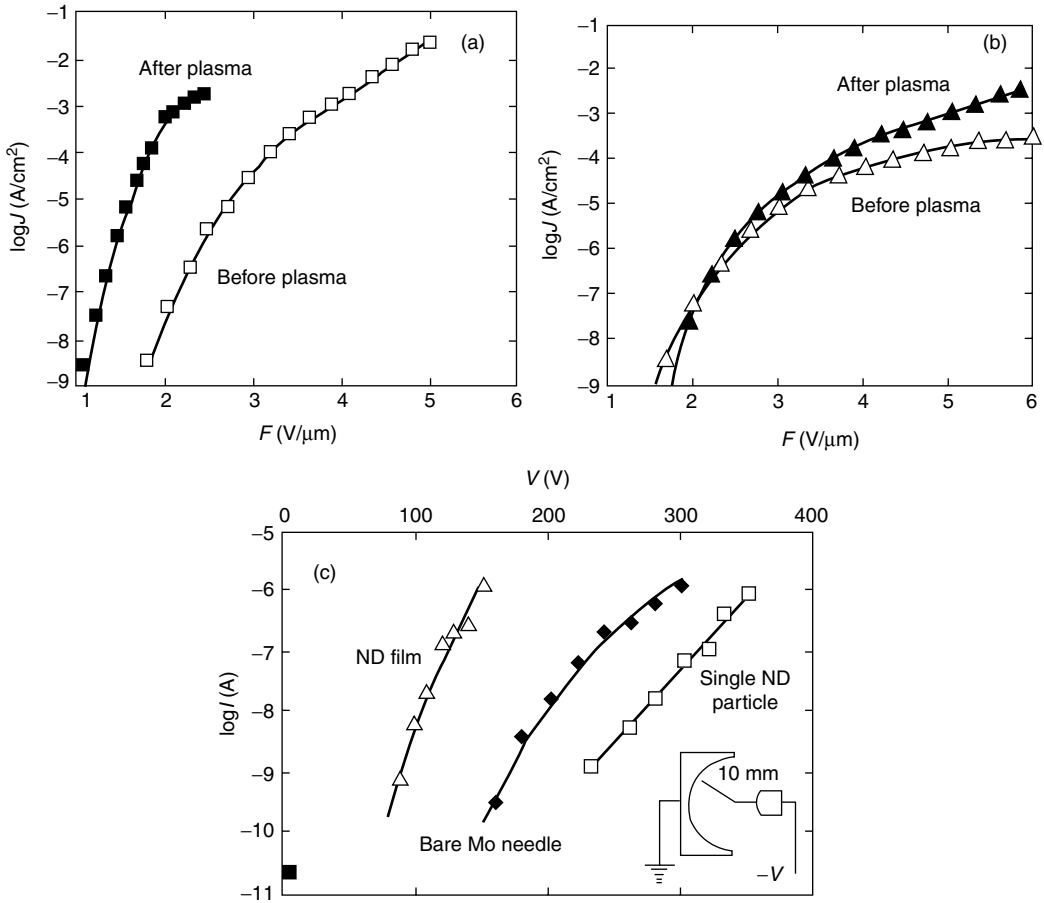 (a)
After plasma
Before plasma
logJ (A/cm²)
−1
−2
−3
−4
−5
−6
−7
−8
−9
1 2 3 4 5 6
F (V/μm)
(b)
After plasma
Before plasma
logJ (A/cm²)
−1
−2
−3
−4
−5
−6
−7
−8
−9
1 2 3 4 5 6
F (V/μm)
V (V)
0 100 200 300 400
(c)
logI (A)
−5
−6
−7
−8
−9
−10
−11
ND film
Bare Mo needle
Single ND
particle
10 mm
−V